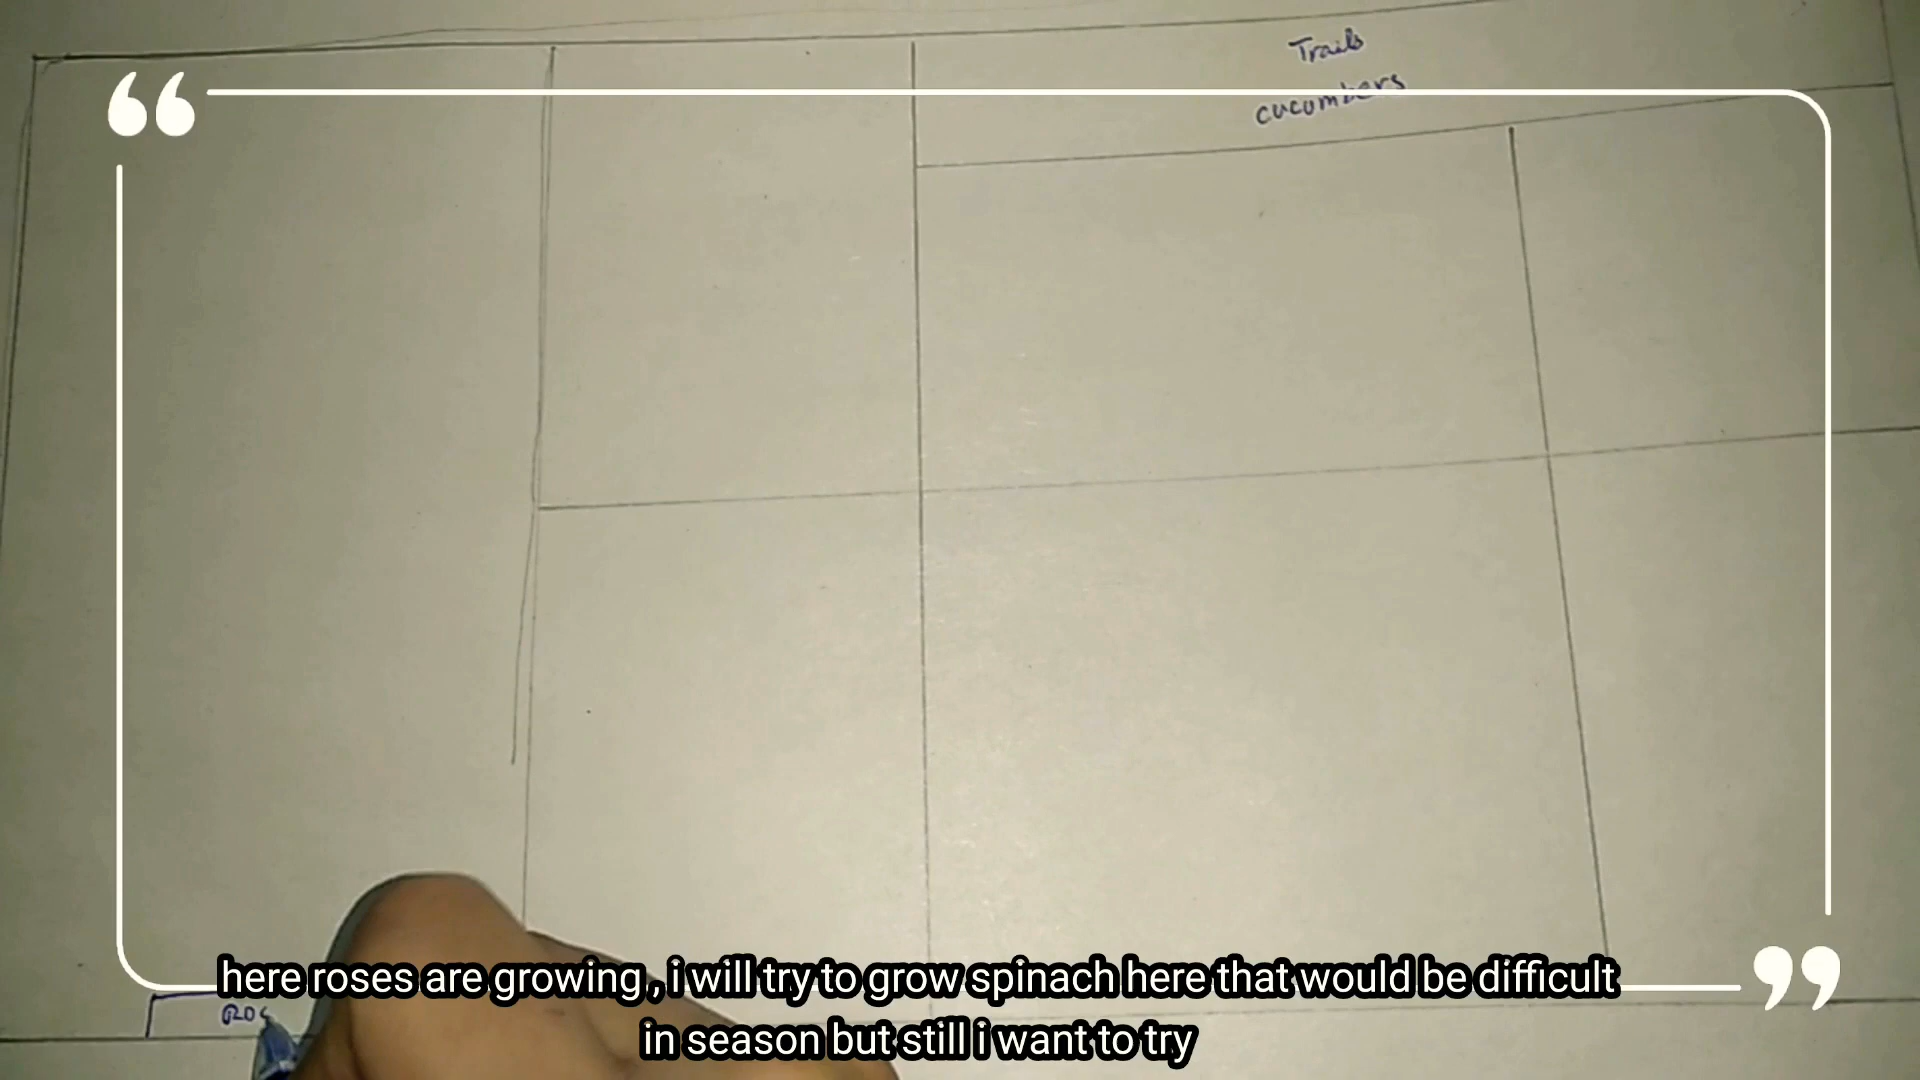 Trails
cucumbers
here roses are growing , i will try to grow spinach here that would be difficult
in season but still i want to try
Ros